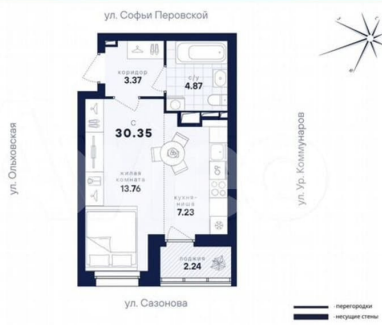 ул. Софьи Перовской
коридор
3.37
с/у
4.87
С
30.35
ул. Ольховская
ул. Ур. Коммунаров
жилая
комната
13.76
кухня-
ниша
7.23
лоджия
2.24
ул. Сазонова
- перегородки
-несущие стены